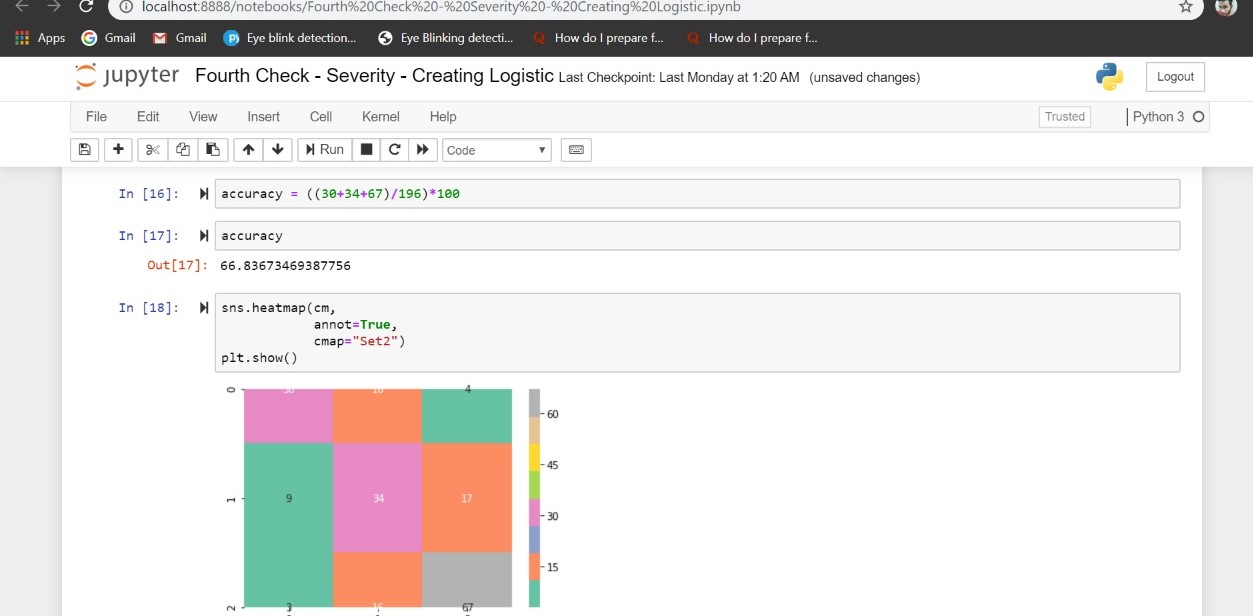 localhost:8888/notebooks/Fourth%20Check%20-%20Severity%20-%20Creating%20Logistic.ipynb
Apps Gmail Gmail Eye blink detection... Eye Blinking detecti... How do I prepare f... How do I prepare f...
jupyter Fourth Check - Severity - Creating Logistic Last Checkpoint: Last Monday at 1:20 AM (unsaved changes) Logout
File Edit View Insert Cell Kernel Help Trusted Python 3
Run Code
In [16]: accuracy = ((30+34+67)/196)*100
In [17]: accuracy
Out[17]: 66.83673469387756
In [18]: sns.heatmap(cm,
annot=True,
cmap="Set2")
plt.show()
0 30 4
60
45
1 9 34 17
30
15
2 3 67